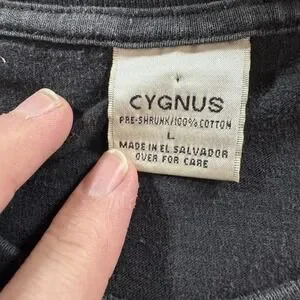 CYGNUS
PRE-SHRUNK/100% COTTON
L
MADE IN EL SALVADOR
OVER FOR CARE